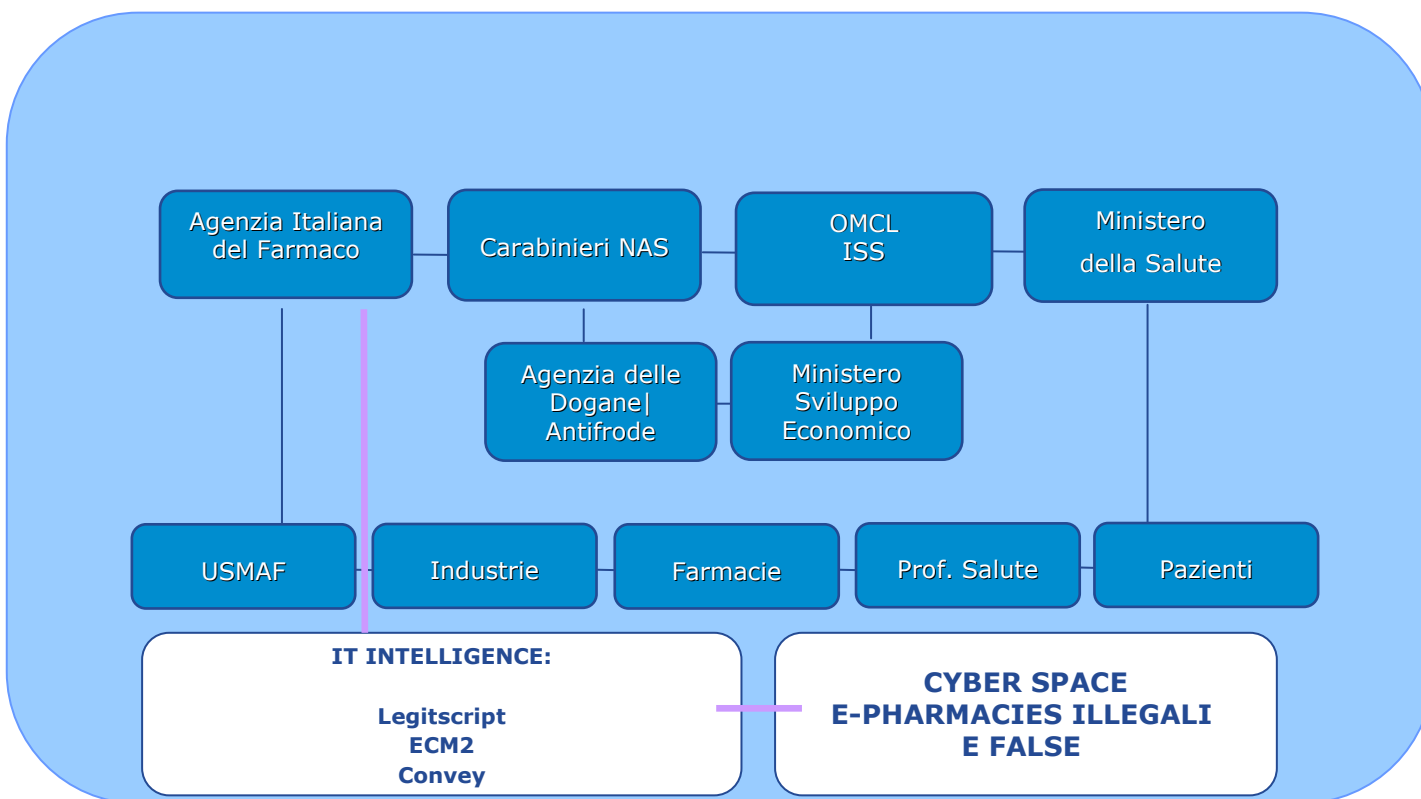 Agenzia Italiana
del Farmaco
Carabinieri NAS
OMCL
ISS
Ministero
della Salute
Agenzia delle
Dogane|
Antifrode
Ministero
Sviluppo
Economico
USMAF
Industrie
Farmacie
Prof. Salute
Pazienti
IT INTELLIGENCE:
Legitscript
ECM2
Convey
CYBER SPACE
E-PHARMACIES ILLEGALI
E FALSE